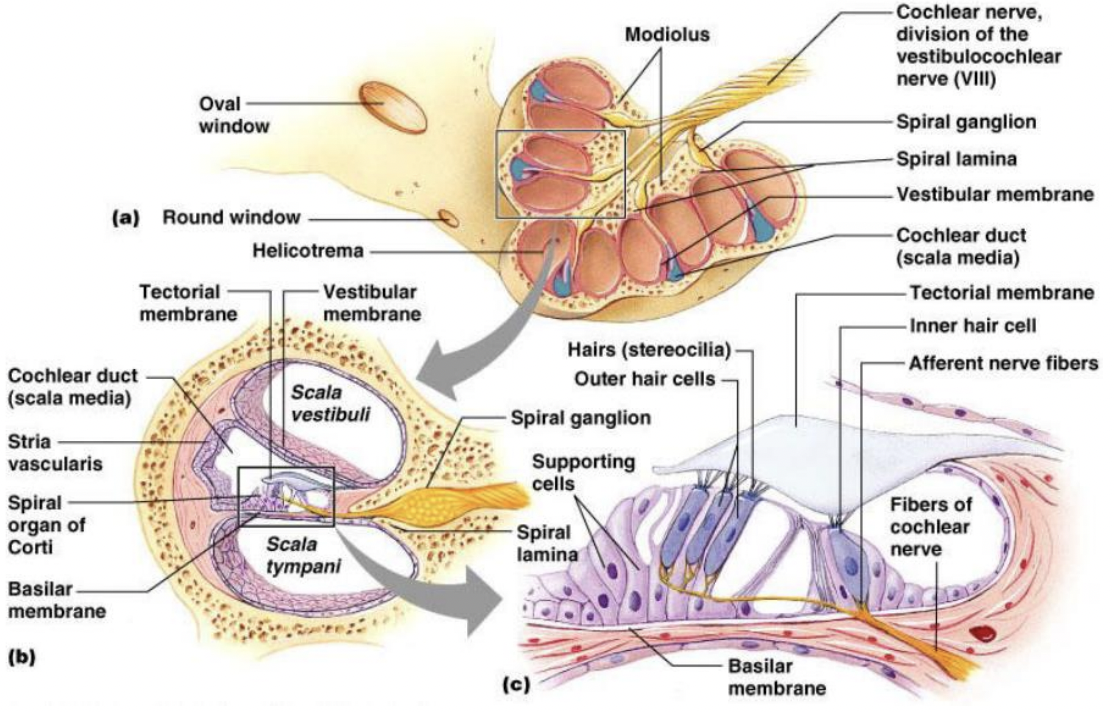 Cochlear nerve,
division of the
vestibulocochlear
nerve (VIII)
Modiolus
Oval
window
Spiral ganglion
Spiral lamina
Vestibular membrane
(a)
Round window
Helicotrema
Cochlear duct
(scala media)
Tectorial
membrane
Vestibular
membrane
Cochlear duct
(scala media)
Stria
vascularis
Spiral
organ of
Corti
Basilar
membrane
Scala
vestibuli
Scala
tympani
Spiral ganglion
Spiral
lamina
(b)
Tectorial membrane
Inner hair cell
Afferent nerve fibers
Hairs (stereocilia)
Outer hair cells
Supporting
cells
Fibers of
cochlear
nerve
Basilar
membrane
(c)